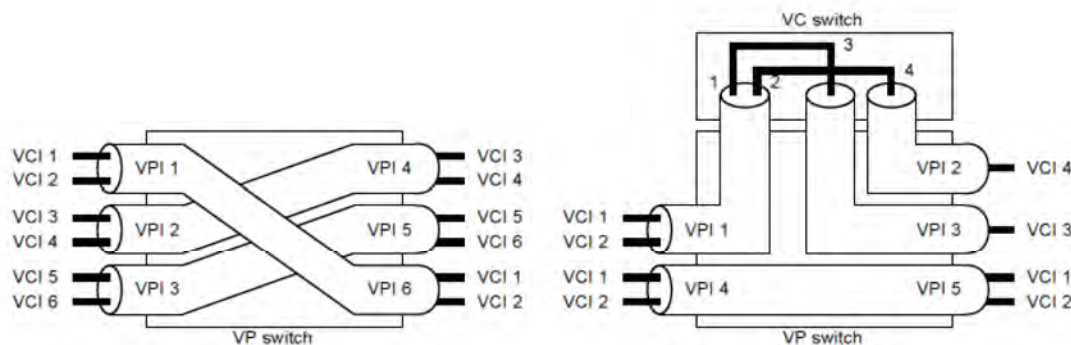 VCI 1
VCI 2
VCI 3
VCI 4
VCI 5
VCI 6
VPI 1
VPI 2
VPI 3
VPI 4
VPI 5
VPI 6
VCI 3
VCI 4
VCI 5
VCI 6
VCI 1
VCI 2
VP switch
VC switch
3
1
2
4
VPI 2
VCI 4
VCI 1
VCI 2
VPI 1
VPI 3
VCI 3
VCI 1
VCI 2
VPI 4
VPI 5
VCI 1
VCI 2
VP switch